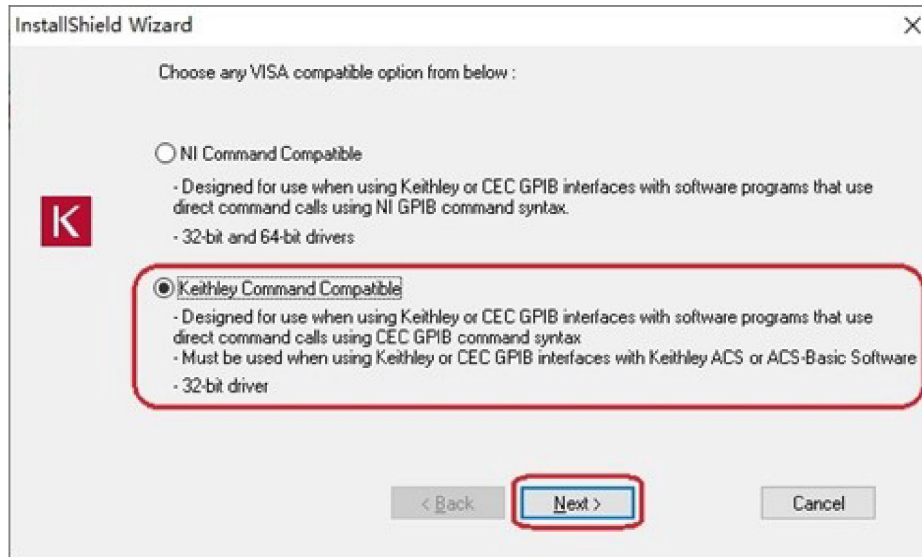 InstallShield Wizard
Choose any VISA compatible option from below :
NI Command Compatible
- Designed for use when using Keithley or CEC GPIB interfaces with software programs that use
direct command calls using NI GPIB command syntax.
- 32-bit and 64-bit drivers
K
Keithley Command Compatible
- Designed for use when using Keithley or CEC GPIB interfaces with software programs that use
direct command calls using CEC GPIB command syntax
- Must be used when using Keithley or CEC GPIB interfaces with Keithley ACS or ACS-Basic Software
- 32-bit driver
< Back
Next >
Cancel